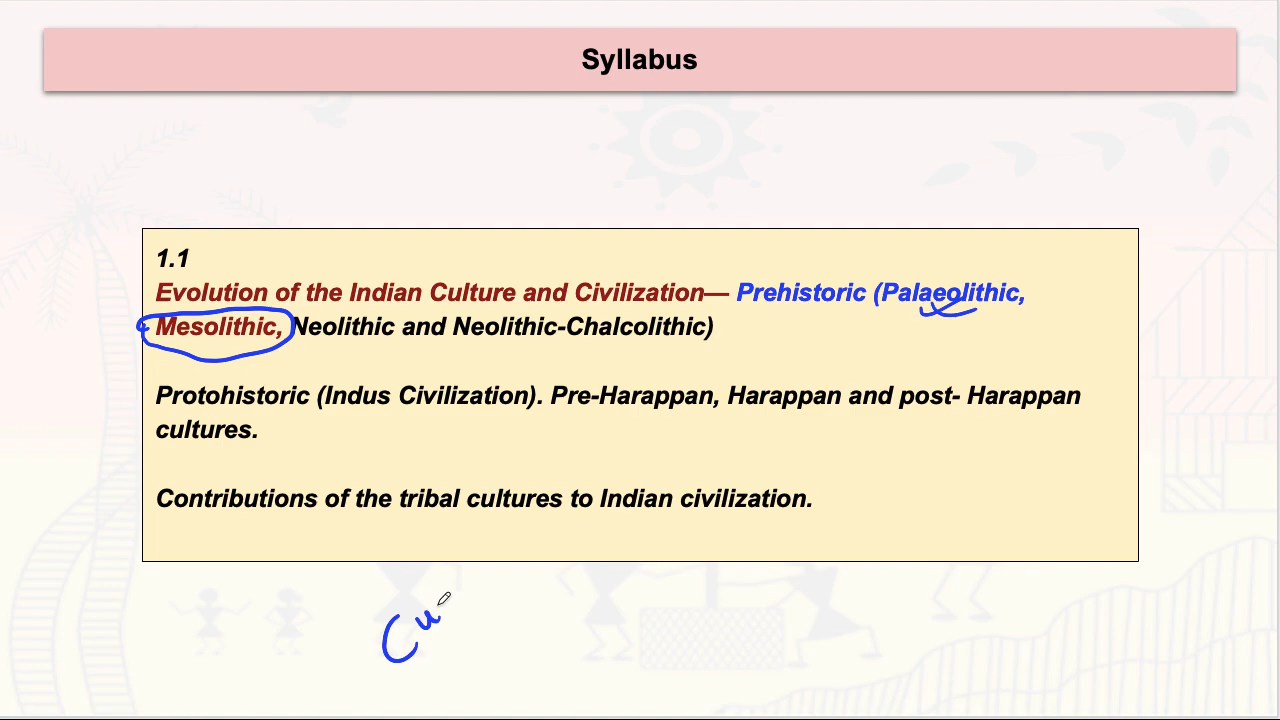 Syllabus
1.1
Evolution of the Indian Culture and Civilization— Prehistoric (Palaeolithic,
Mesolithic, Neolithic and Neolithic-Chalcolithic)
Protohistoric (Indus Civilization). Pre-Harappan, Harappan and post- Harappan
cultures.
Contributions of the tribal cultures to Indian civilization.
Cu